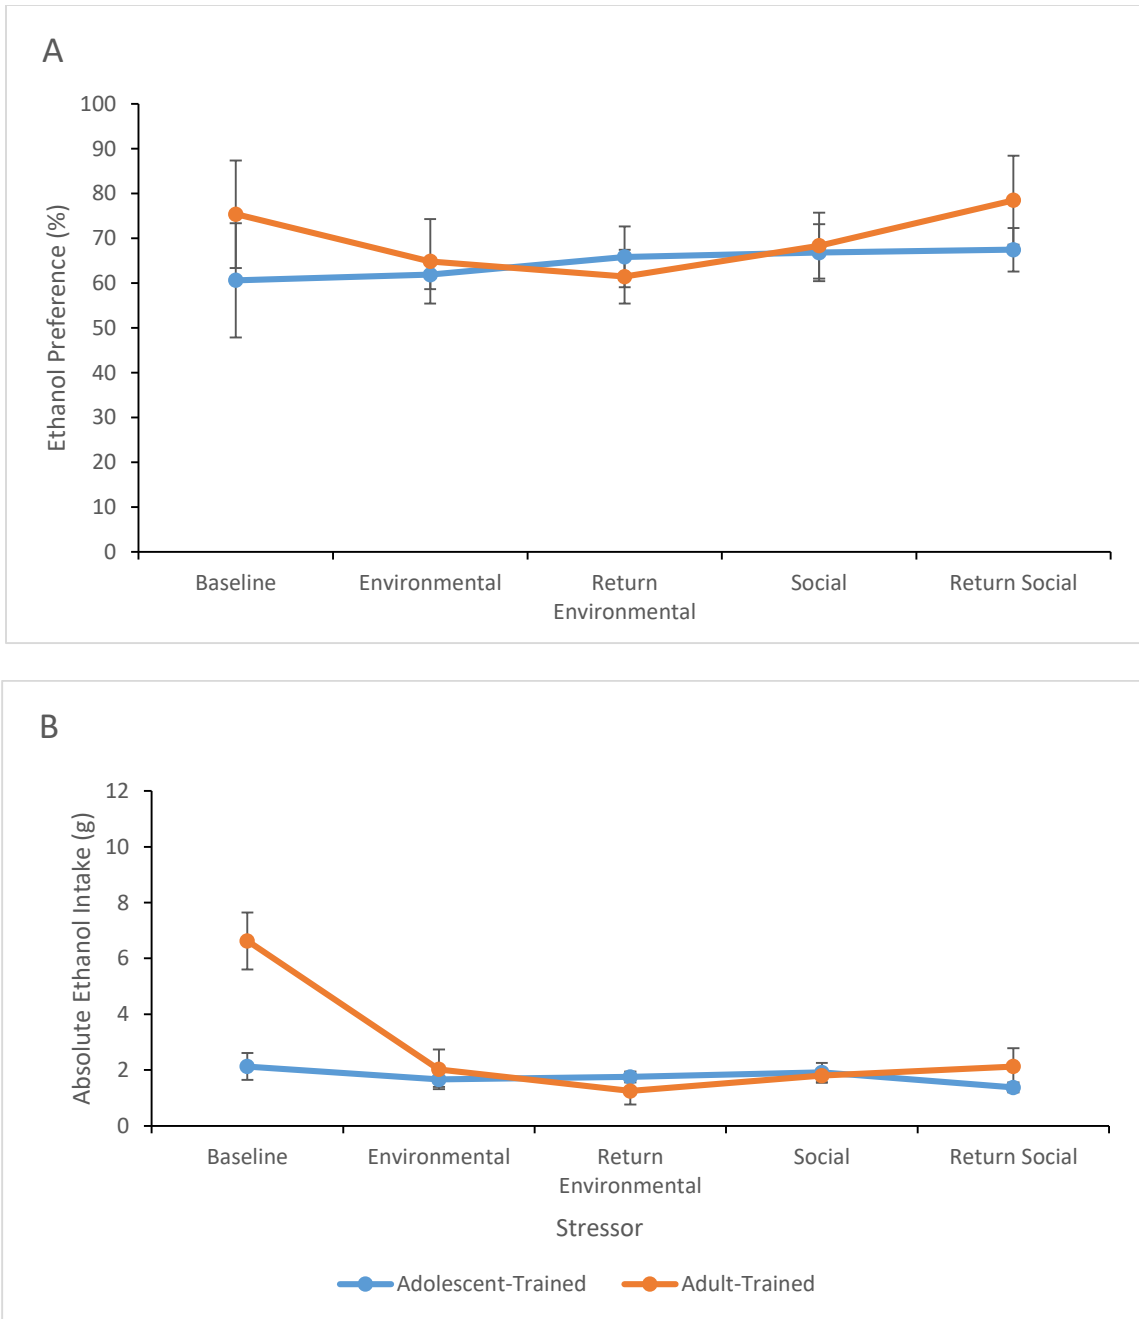 A
100
90
80
70
60
50
40
30
20
10
0
Ethanol Preference (%)
Baseline
Environmental
Return
Environmental
Social
Return Social
B
12
10
8
6
4
2
0
Absolute Ethanol Intake (g)
Baseline
Environmental
Return
Environmental
Social
Return Social
Stressor
Adolescent-Trained
Adult-Trained